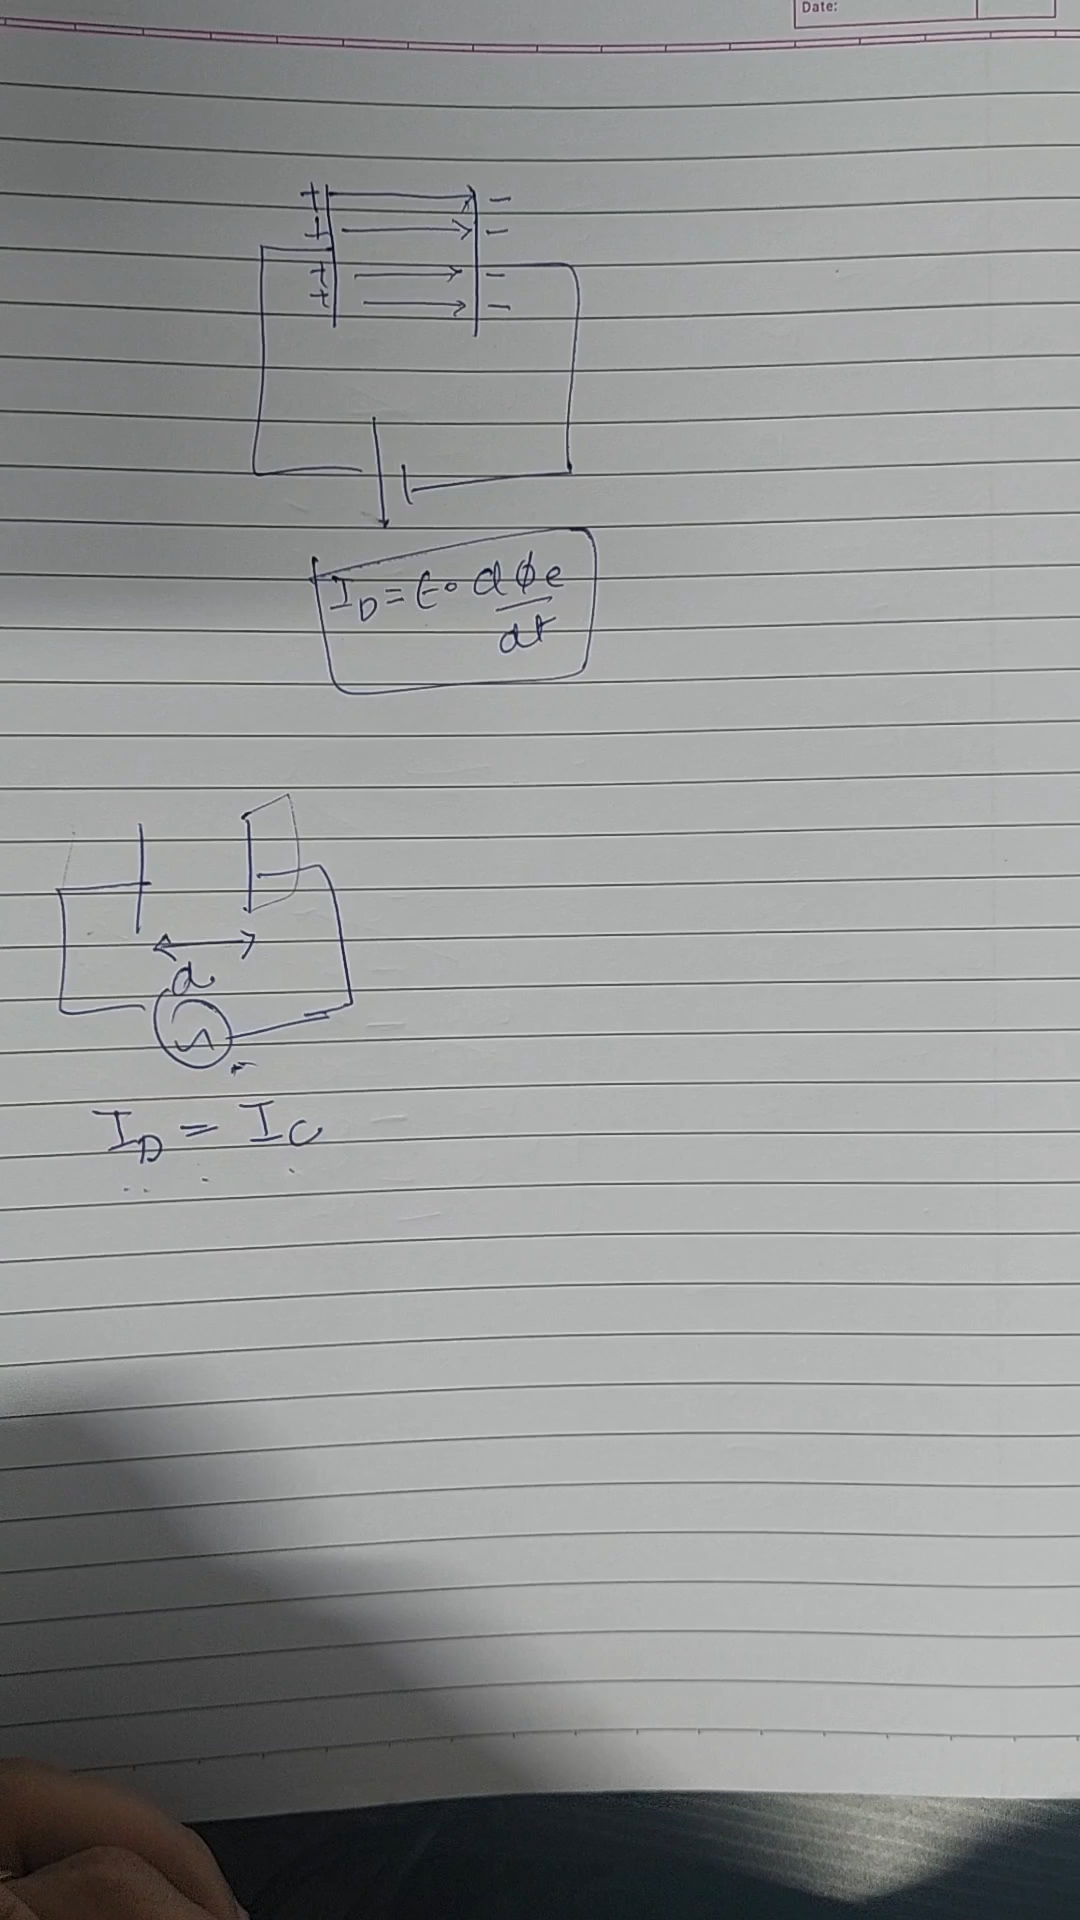 Date:
+ -
+ -
+ -
+ -
I_D = ε₀ dϕe/dt
d
I_D = I_C